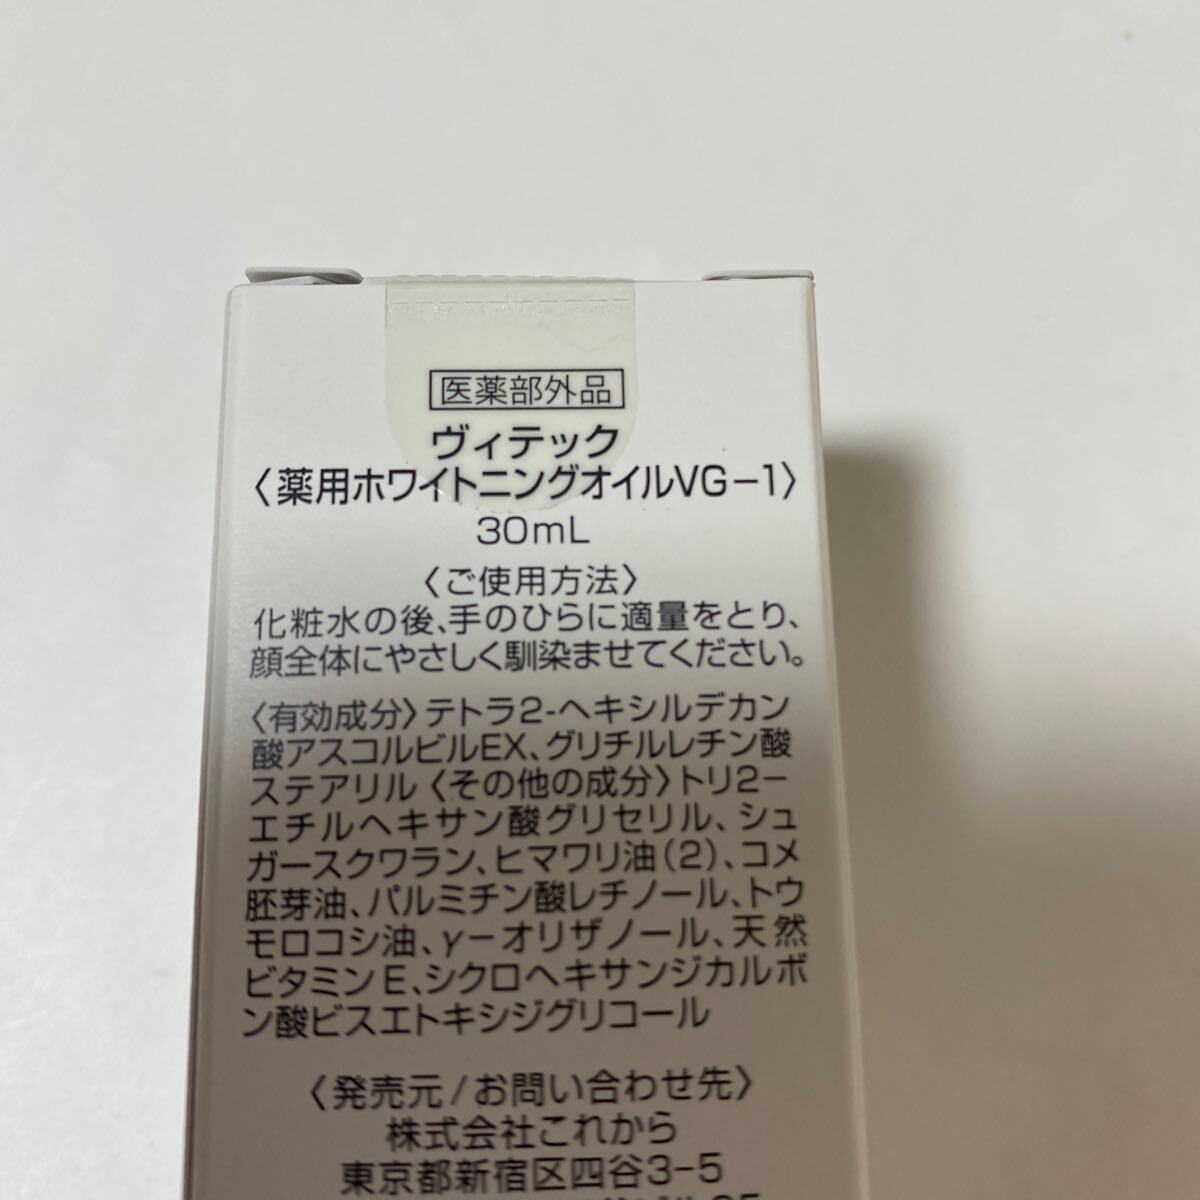 医薬部外品
ヴィテック
〈薬用ホワイトニングオイルVG−1〉
30mL
〈ご使用方法〉
化粧水の後、手のひらに適量をとり、
顔全体にやさしく馴染ませてください。
〈有効成分〉テトラ2-ヘキシルデカン
酸アスコルビルEX、グリチルレチン酸
ステアリル〈その他の成分〉トリ2−
エチルヘキサン酸グリセリル、シュ
ガースクワラン、ヒマワリ油(2)、コメ
胚芽油、パルミチン酸レチノール、トウ
モロコシ油、γ−オリザノール、天然
ビタミンE、シクロヘキサンジカルボ
ン酸ビスエトキシジグリコール
〈発売元/お問い合わせ先〉
株式会社これから
東京都新宿区四谷3-5